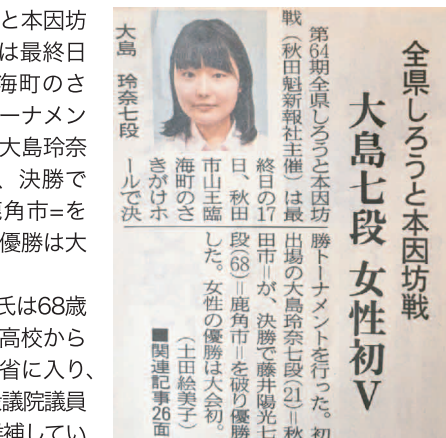 と本因坊
は最終日
海町のさ
ーナメン
大島玲奈
、決勝で
鹿角市=を
優勝は大
氏は68歳
高校から
省に入り、
議院議員
補してい
全県しろうと本因坊戦
大島七段 女性初V
第64期全県しろうと本因坊
戦(秋田魁新報社主催)は最
終日の17
日、秋田
市山王臨
海町のさ
きがけホ
ールで決
勝トーナメントを行った。初
出場の大島玲奈七段(21)=秋
田市=が、決勝で藤井陽光七
段(68)=鹿角市=を破り優勝
した。女性の優勝は大会初。
(土田絵美子)
■関連記事26面
大島 玲奈七段